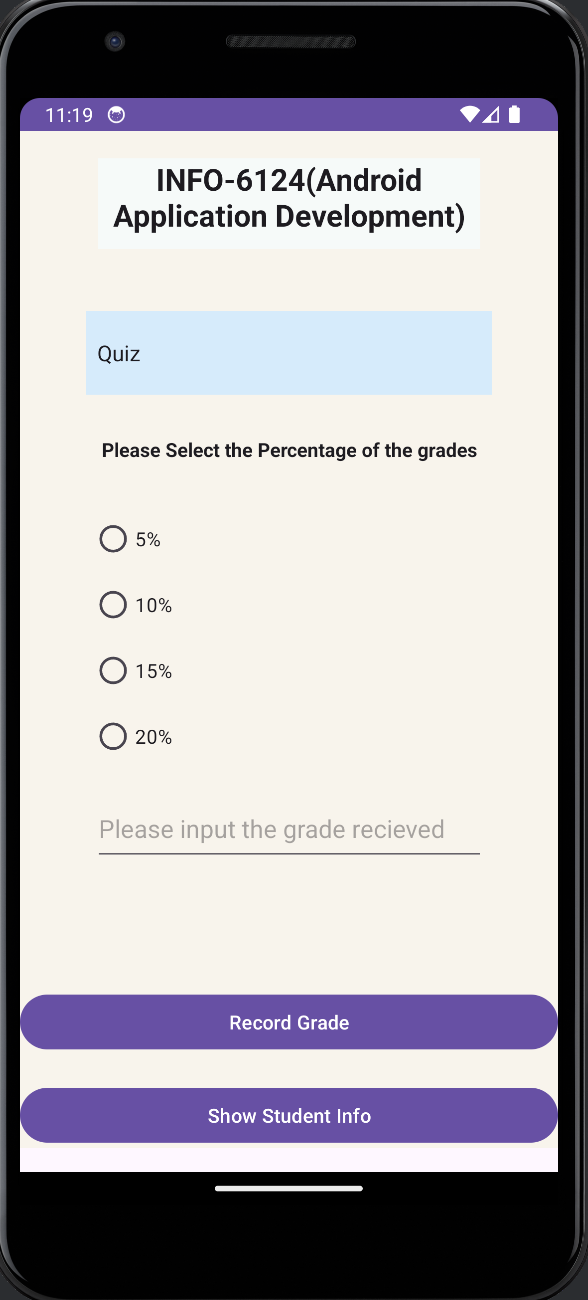 11:19
INFO-6124(Android
Application Development)
Quiz
Please Select the Percentage of the grades
5%
10%
15%
20%
Please input the grade recieved
Record Grade
Show Student Info